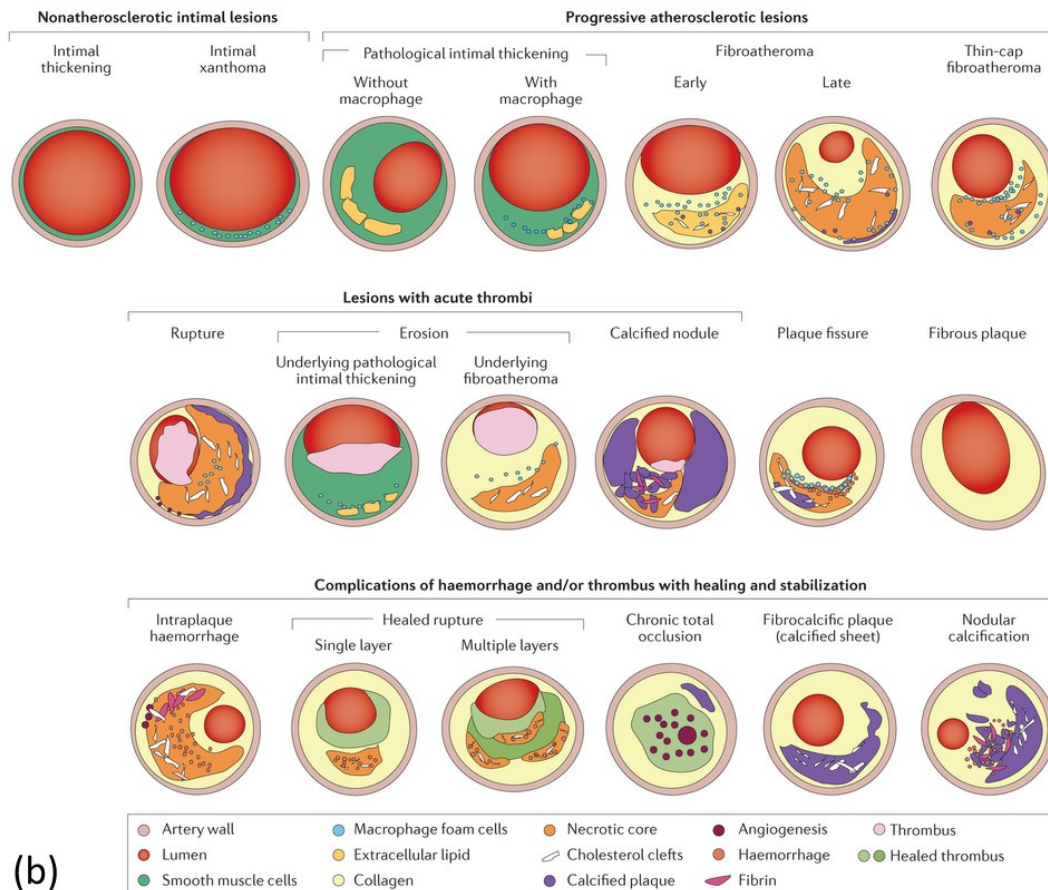 Nonatherosclerotic intimal lesions
Progressive atherosclerotic lesions
Intimal thickening
Intimal xanthoma
Pathological intimal thickening
Without macrophage
With macrophage
Fibroatheroma
Early
Late
Thin-cap fibroatheroma
Lesions with acute thrombi
Rupture
Erosion
Underlying pathological intimal thickening
Underlying fibroatheroma
Calcified nodule
Plaque fissure
Fibrous plaque
Complications of haemorrhage and/or thrombus with healing and stabilization
Intraplaque haemorrhage
Healed rupture
Single layer
Multiple layers
Chronic total occlusion
Fibrocalcific plaque (calcified sheet)
Nodular calcification
Artery wall
Lumen
Smooth muscle cells
Macrophage foam cells
Extracellular lipid
Collagen
Necrotic core
Cholesterol clefts
Calcified plaque
Angiogenesis
Haemorrhage
Fibrin
Thrombus
Healed thrombus
(b)